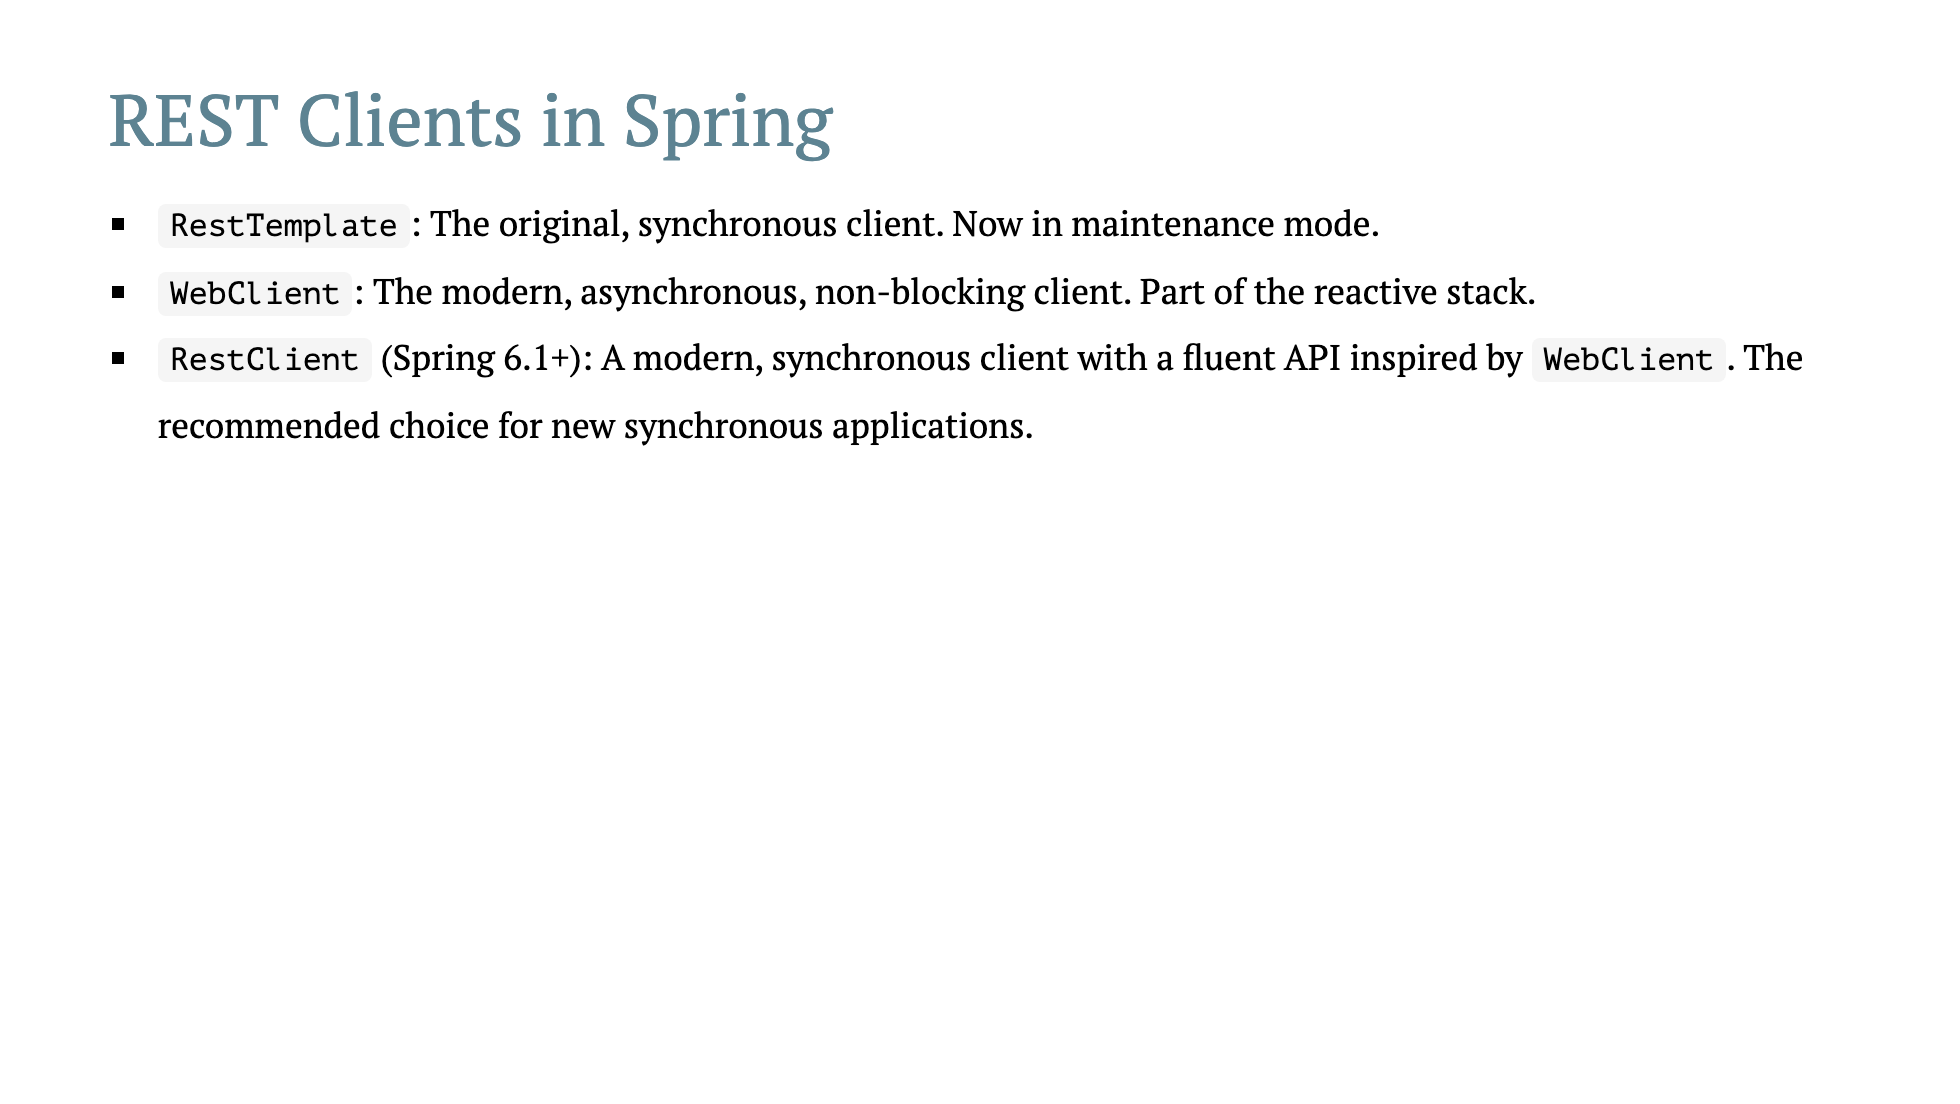 REST Clients in Spring
▪ RestTemplate: The original, synchronous client. Now in maintenance mode.
▪ WebClient: The modern, asynchronous, non-blocking client. Part of the reactive stack.
▪ RestClient (Spring 6.1+): A modern, synchronous client with a fluent API inspired by WebClient. The
recommended choice for new synchronous applications.